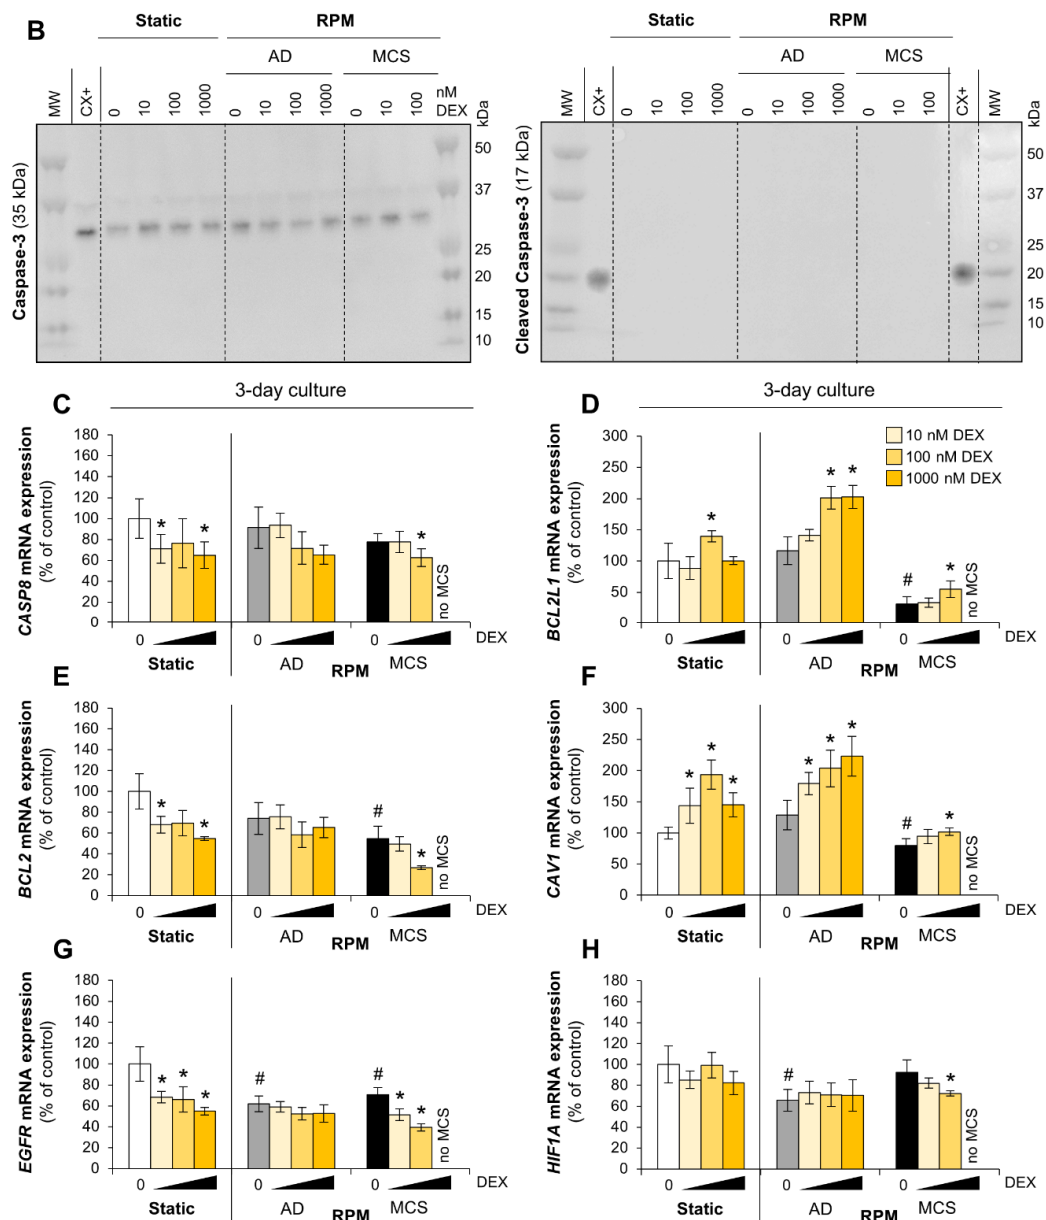 B
Static
RPM
AD
MCS
MW
CX+
0
10
100
1000
0
10
100
1000
0
10
100
nM
DEX
kDa
Caspase-3 (35 kDa)
50
37
25
20
15
10
Static
RPM
AD
MCS
MW
CX+
0
10
100
1000
0
10
100
1000
0
10
100
CX+
MW
kDa
Cleaved Caspase-3 (17 kDa)
50
37
25
20
15
10
3-day culture
C
CASP8 mRNA expression
(% of control)
180
160
140
120
100
80
60
40
20
0
* * *
no MCS
0 0 0 DEX
Static AD RPM MCS
3-day culture
D
BCL2L1 mRNA expression
(% of control)
300
250
200
150
100
50
0
10 nM DEX
100 nM DEX
1000 nM DEX
* * * # *
no MCS
0 0 0 DEX
Static AD RPM MCS
E
BCL2 mRNA expression
(% of control)
180
160
140
120
100
80
60
40
20
0
* * # *
no MCS
0 0 0 DEX
Static AD RPM MCS
F
CAV1 mRNA expression
(% of control)
300
250
200
150
100
50
0
* * * * * * # *
no MCS
0 0 0 DEX
Static AD RPM MCS
G
EGFR mRNA expression
(% of control)
180
160
140
120
100
80
60
40
20
0
* * * # # * *
no MCS
0 0 0 DEX
Static AD RPM MCS
H
HIF1A mRNA expression
(% of control)
180
160
140
120
100
80
60
40
20
0
# *
no MCS
0 0 0 DEX
Static AD RPM MCS